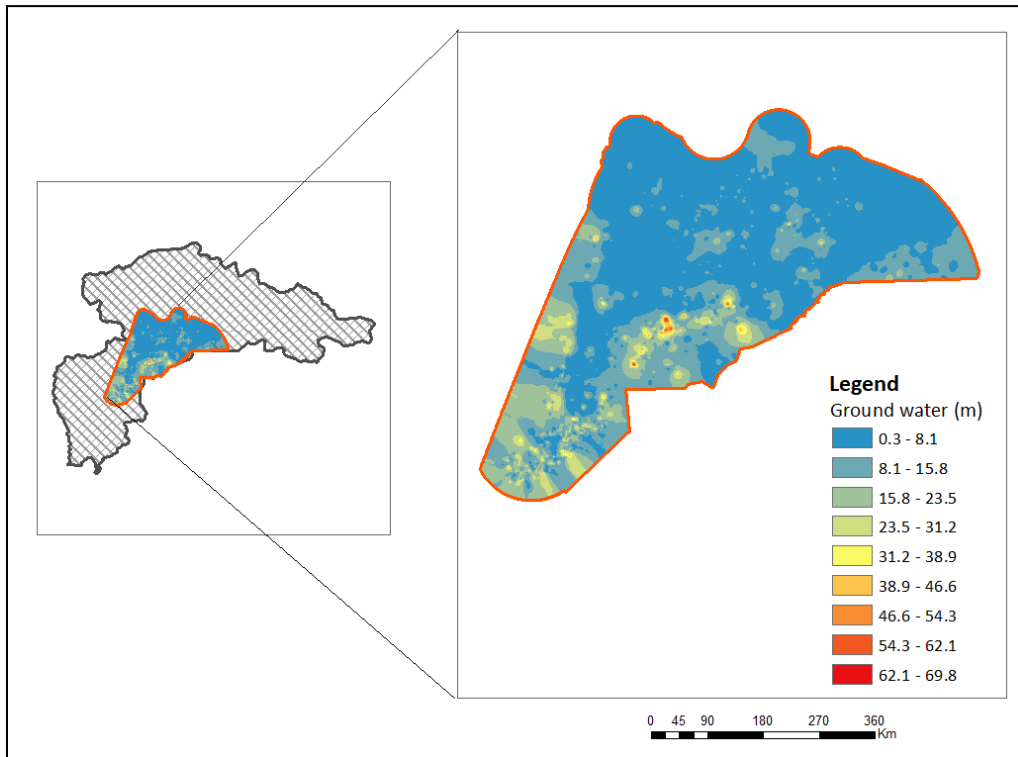 Legend
Ground water (m)
0.3 - 8.1
8.1 - 15.8
15.8 - 23.5
23.5 - 31.2
31.2 - 38.9
38.9 - 46.6
46.6 - 54.3
54.3 - 62.1
62.1 - 69.8
0 45 90 180 270 360
Km